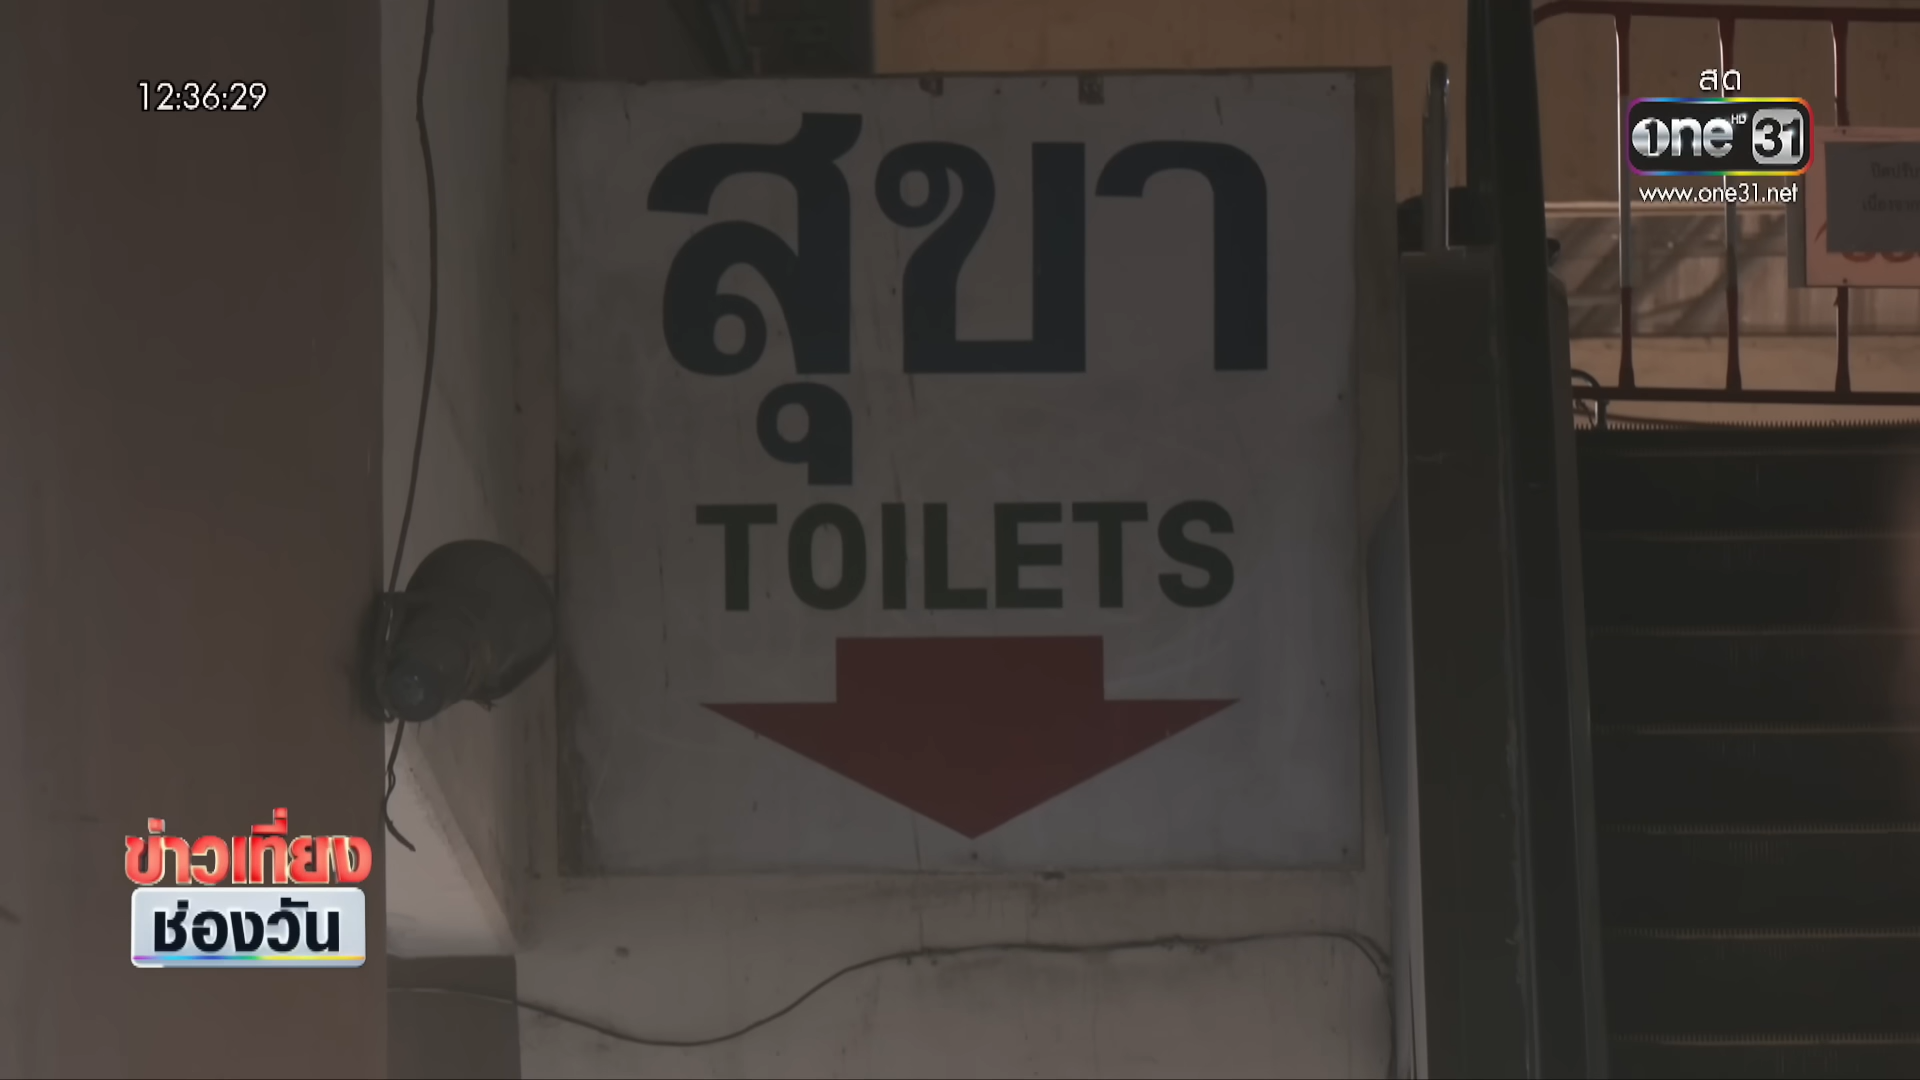 12:36:29
สด
one HD 31
www.one31.net
สุขา
TOILETS
ข่าวเที่ยง
ช่องวัน